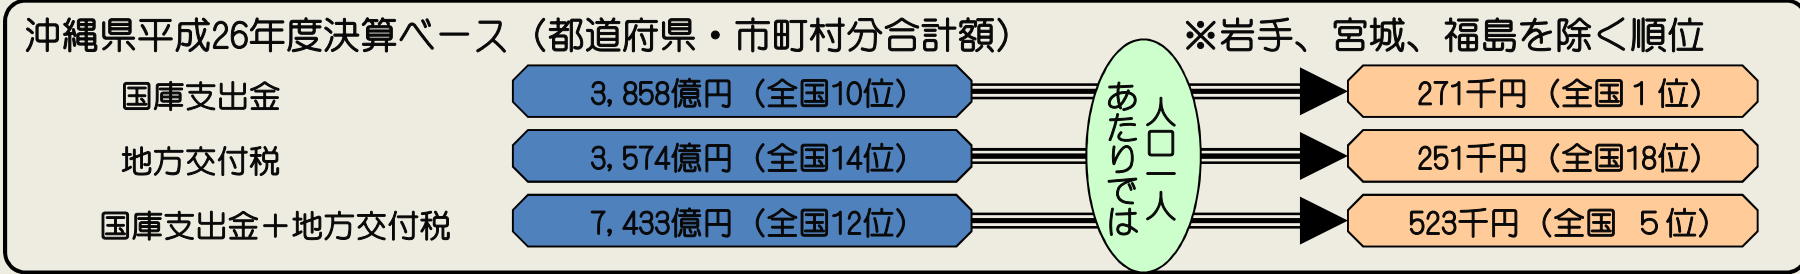 沖縄県平成26年度決算ベース（都道府県・市町村分合計額）　※岩手、宮城、福島を除く順位
国庫支出金　3,858億円（全国10位）　271千円（全国１位）
地方交付税　3,574億円（全国14位）　251千円（全国18位）
国庫支出金＋地方交付税　7,433億円（全国12位）　523千円（全国　５位）
人口一人
あたりでは